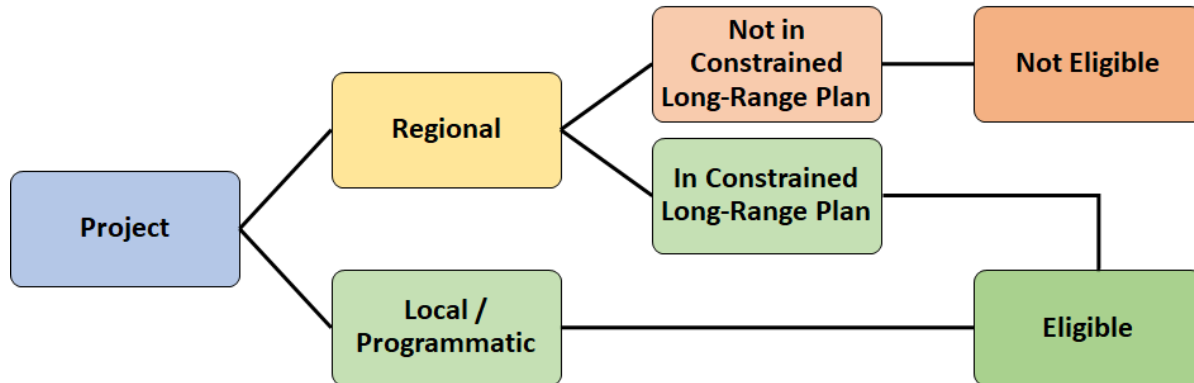 Not in
Constrained
Long-Range Plan
Not Eligible
Regional
In Constrained
Long-Range Plan
Project
Local /
Programmatic
Eligible